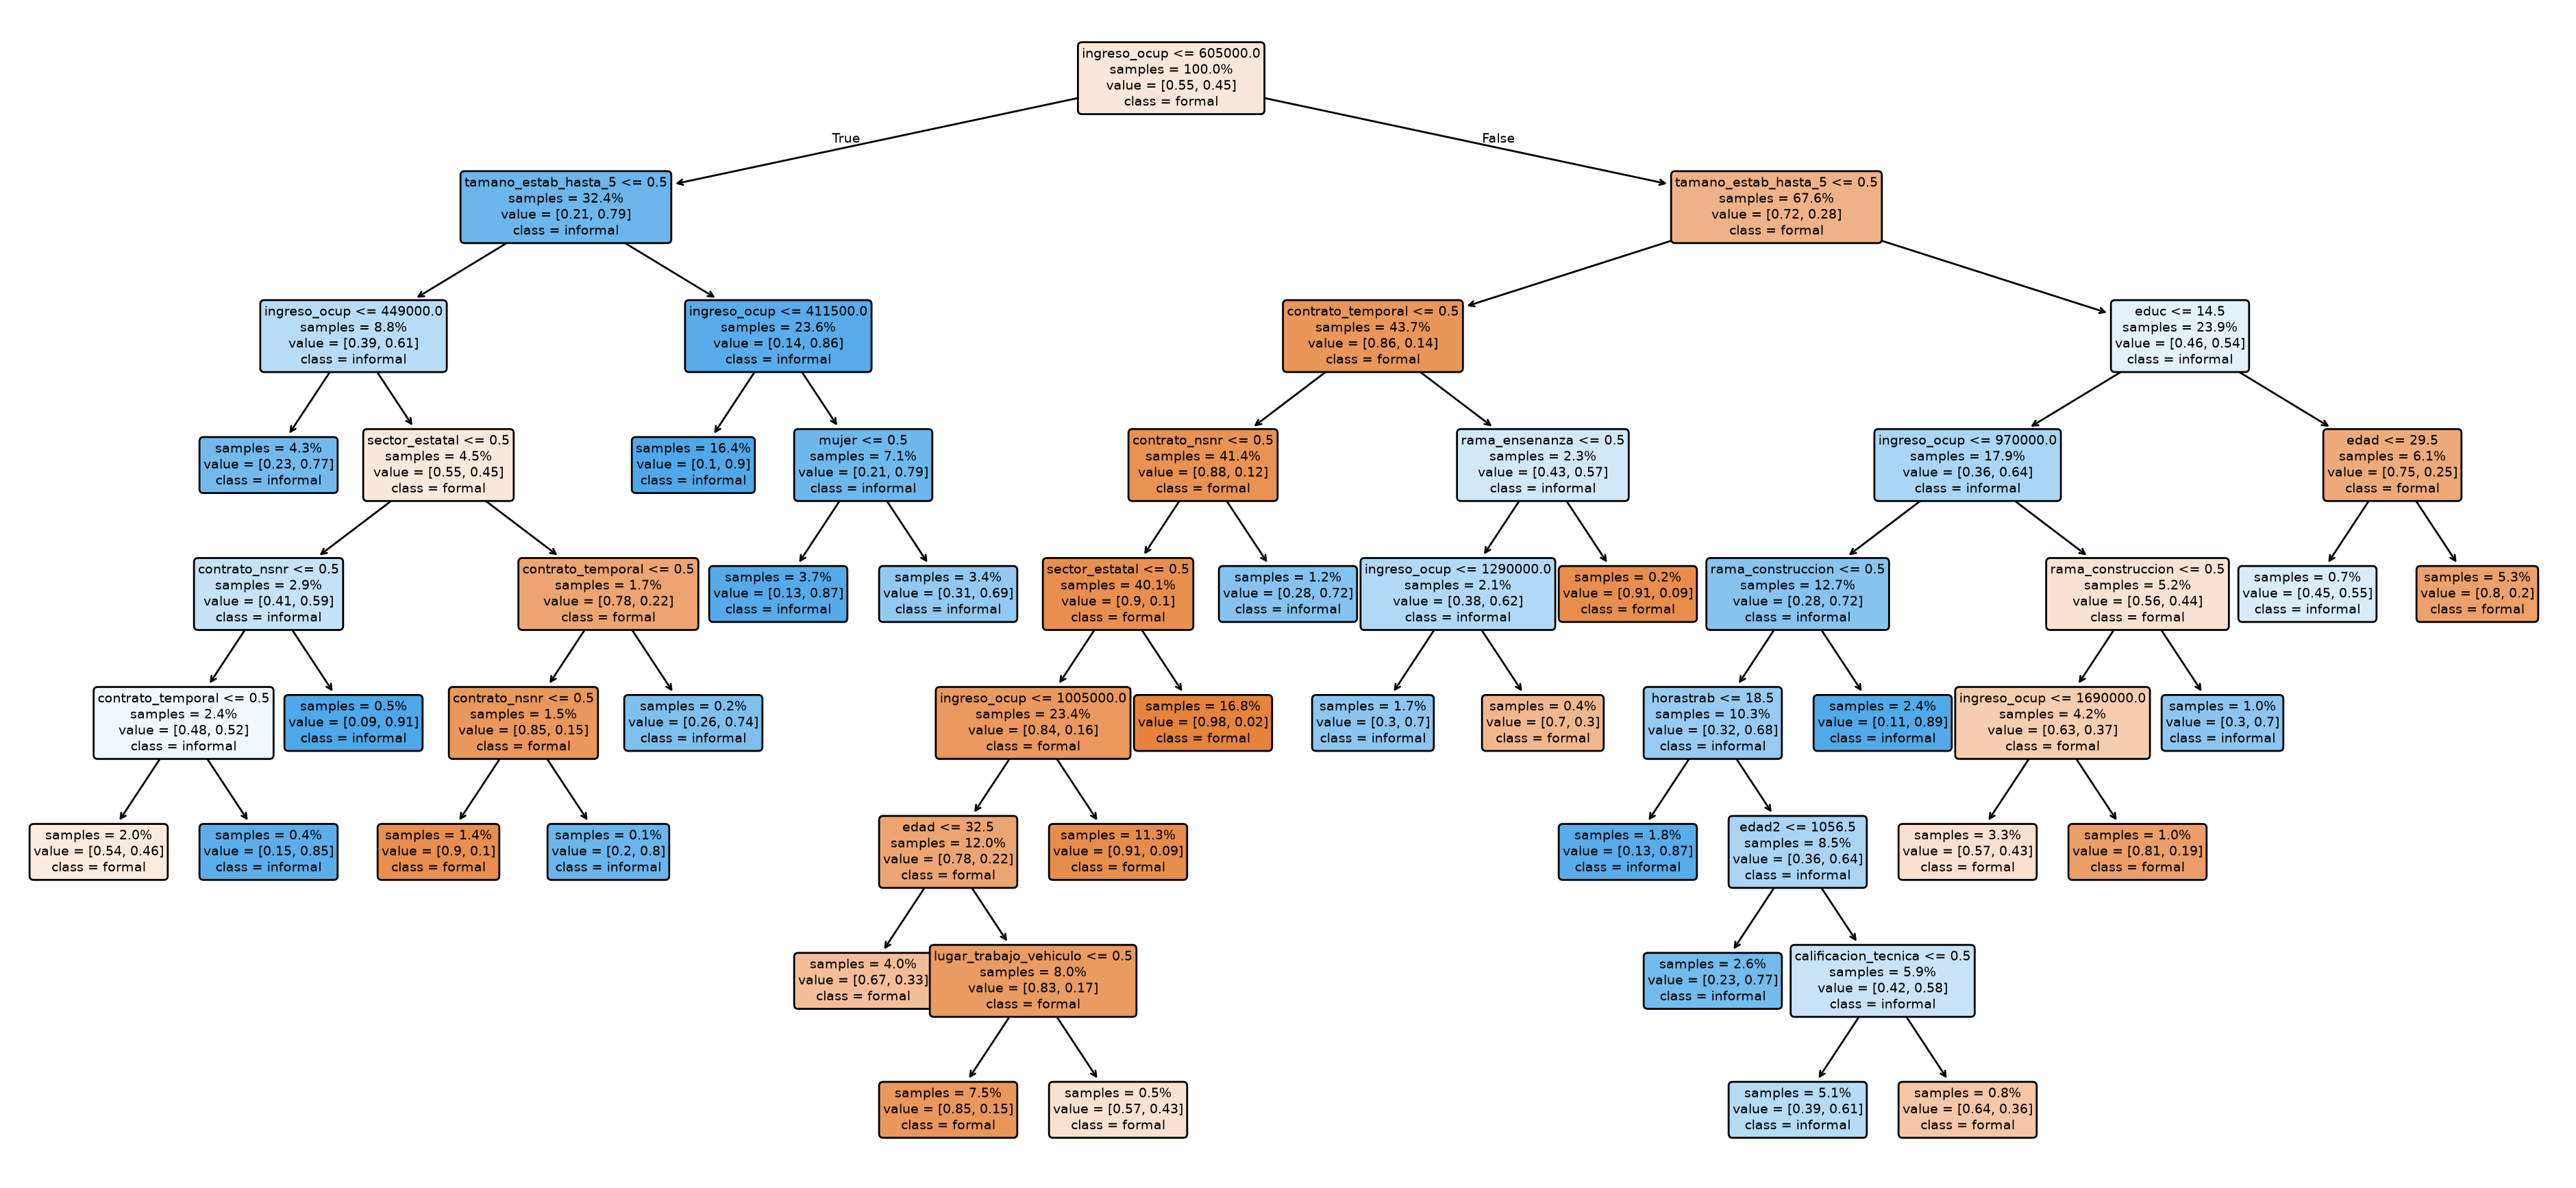 ingreso_ocup <= 605000.0
samples = 100.0%
value = [0.55, 0.45]
class = formal
True
False
tamano_estab_hasta_5 <= 0.5
samples = 32.4%
value = [0.21, 0.79]
class = informal
tamano_estab_hasta_5 <= 0.5
samples = 67.6%
value = [0.72, 0.28]
class = formal
ingreso_ocup <= 449000.0
samples = 8.8%
value = [0.39, 0.61]
class = informal
ingreso_ocup <= 411500.0
samples = 23.6%
value = [0.14, 0.86]
class = informal
contrato_temporal <= 0.5
samples = 43.7%
value = [0.86, 0.14]
class = formal
educ <= 14.5
samples = 23.9%
value = [0.46, 0.54]
class = informal
samples = 4.3%
value = [0.23, 0.77]
class = informal
sector_estatal <= 0.5
samples = 4.5%
value = [0.55, 0.45]
class = formal
samples = 16.4%
value = [0.1, 0.9]
class = informal
mujer <= 0.5
samples = 7.1%
value = [0.21, 0.79]
class = informal
contrato_nsnr <= 0.5
samples = 41.4%
value = [0.88, 0.12]
class = formal
rama_ensenanza <= 0.5
samples = 2.3%
value = [0.43, 0.57]
class = informal
ingreso_ocup <= 970000.0
samples = 17.9%
value = [0.36, 0.64]
class = informal
edad <= 29.5
samples = 6.1%
value = [0.75, 0.25]
class = formal
contrato_nsnr <= 0.5
samples = 2.9%
value = [0.41, 0.59]
class = informal
contrato_temporal <= 0.5
samples = 1.7%
value = [0.78, 0.22]
class = formal
samples = 3.7%
value = [0.13, 0.87]
class = informal
samples = 3.4%
value = [0.31, 0.69]
class = informal
sector_estatal <= 0.5
samples = 40.1%
value = [0.9, 0.1]
class = formal
samples = 1.2%
value = [0.28, 0.72]
class = informal
ingreso_ocup <= 1290000.0
samples = 2.1%
value = [0.38, 0.62]
class = informal
samples = 0.2%
value = [0.91, 0.09]
class = formal
rama_construccion <= 0.5
samples = 12.7%
value = [0.28, 0.72]
class = informal
rama_construccion <= 0.5
samples = 5.2%
value = [0.56, 0.44]
class = formal
samples = 0.7%
value = [0.45, 0.55]
class = informal
samples = 5.3%
value = [0.8, 0.2]
class = formal
contrato_temporal <= 0.5
samples = 2.4%
value = [0.48, 0.52]
class = informal
samples = 0.5%
value = [0.09, 0.91]
class = informal
contrato_nsnr <= 0.5
samples = 1.5%
value = [0.85, 0.15]
class = formal
samples = 0.2%
value = [0.26, 0.74]
class = informal
ingreso_ocup <= 1005000.0
samples = 23.4%
value = [0.84, 0.16]
class = formal
samples = 16.8%
value = [0.98, 0.02]
class = formal
samples = 1.7%
value = [0.3, 0.7]
class = informal
samples = 0.4%
value = [0.7, 0.3]
class = formal
horastrab <= 18.5
samples = 10.3%
value = [0.32, 0.68]
class = informal
samples = 2.4%
value = [0.11, 0.89]
class = informal
ingreso_ocup <= 1690000.0
samples = 4.2%
value = [0.63, 0.37]
class = formal
samples = 1.0%
value = [0.3, 0.7]
class = informal
samples = 2.0%
value = [0.54, 0.46]
class = formal
samples = 0.4%
value = [0.15, 0.85]
class = informal
samples = 1.4%
value = [0.9, 0.1]
class = formal
samples = 0.1%
value = [0.2, 0.8]
class = informal
edad <= 32.5
samples = 12.0%
value = [0.78, 0.22]
class = formal
samples = 11.3%
value = [0.91, 0.09]
class = formal
samples = 1.8%
value = [0.13, 0.87]
class = informal
edad2 <= 1056.5
samples = 8.5%
value = [0.36, 0.64]
class = informal
samples = 3.3%
value = [0.57, 0.43]
class = formal
samples = 1.0%
value = [0.81, 0.19]
class = formal
samples = 4.0%
value = [0.67, 0.33]
class = formal
lugar_trabajo_vehiculo <= 0.5
samples = 8.0%
value = [0.83, 0.17]
class = formal
samples = 2.6%
value = [0.23, 0.77]
class = informal
calificacion_tecnica <= 0.5
samples = 5.9%
value = [0.42, 0.58]
class = informal
samples = 7.5%
value = [0.85, 0.15]
class = formal
samples = 0.5%
value = [0.57, 0.43]
class = formal
samples = 5.1%
value = [0.39, 0.61]
class = informal
samples = 0.8%
value = [0.64, 0.36]
class = formal